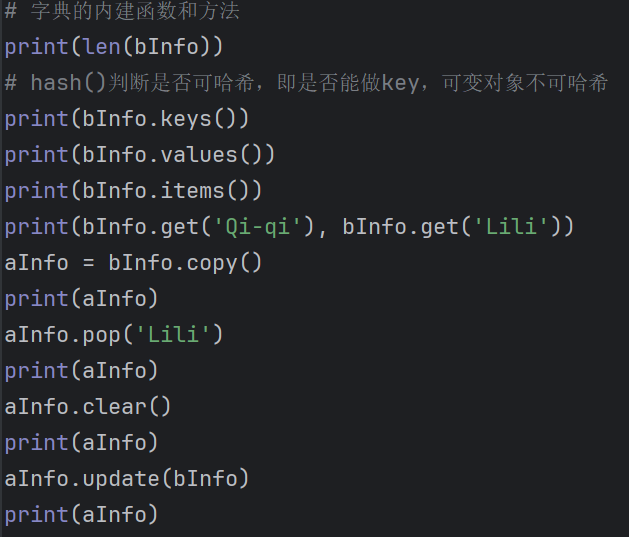 # 字典的内建函数和方法
print(len(bInfo))
# hash()判断是否可哈希，即是否能做key，可变对象不可哈希
print(bInfo.keys())
print(bInfo.values())
print(bInfo.items())
print(bInfo.get('Qi-qi'), bInfo.get('Lili'))
aInfo = bInfo.copy()
print(aInfo)
aInfo.pop('Lili')
print(aInfo)
aInfo.clear()
print(aInfo)
aInfo.update(bInfo)
print(aInfo)